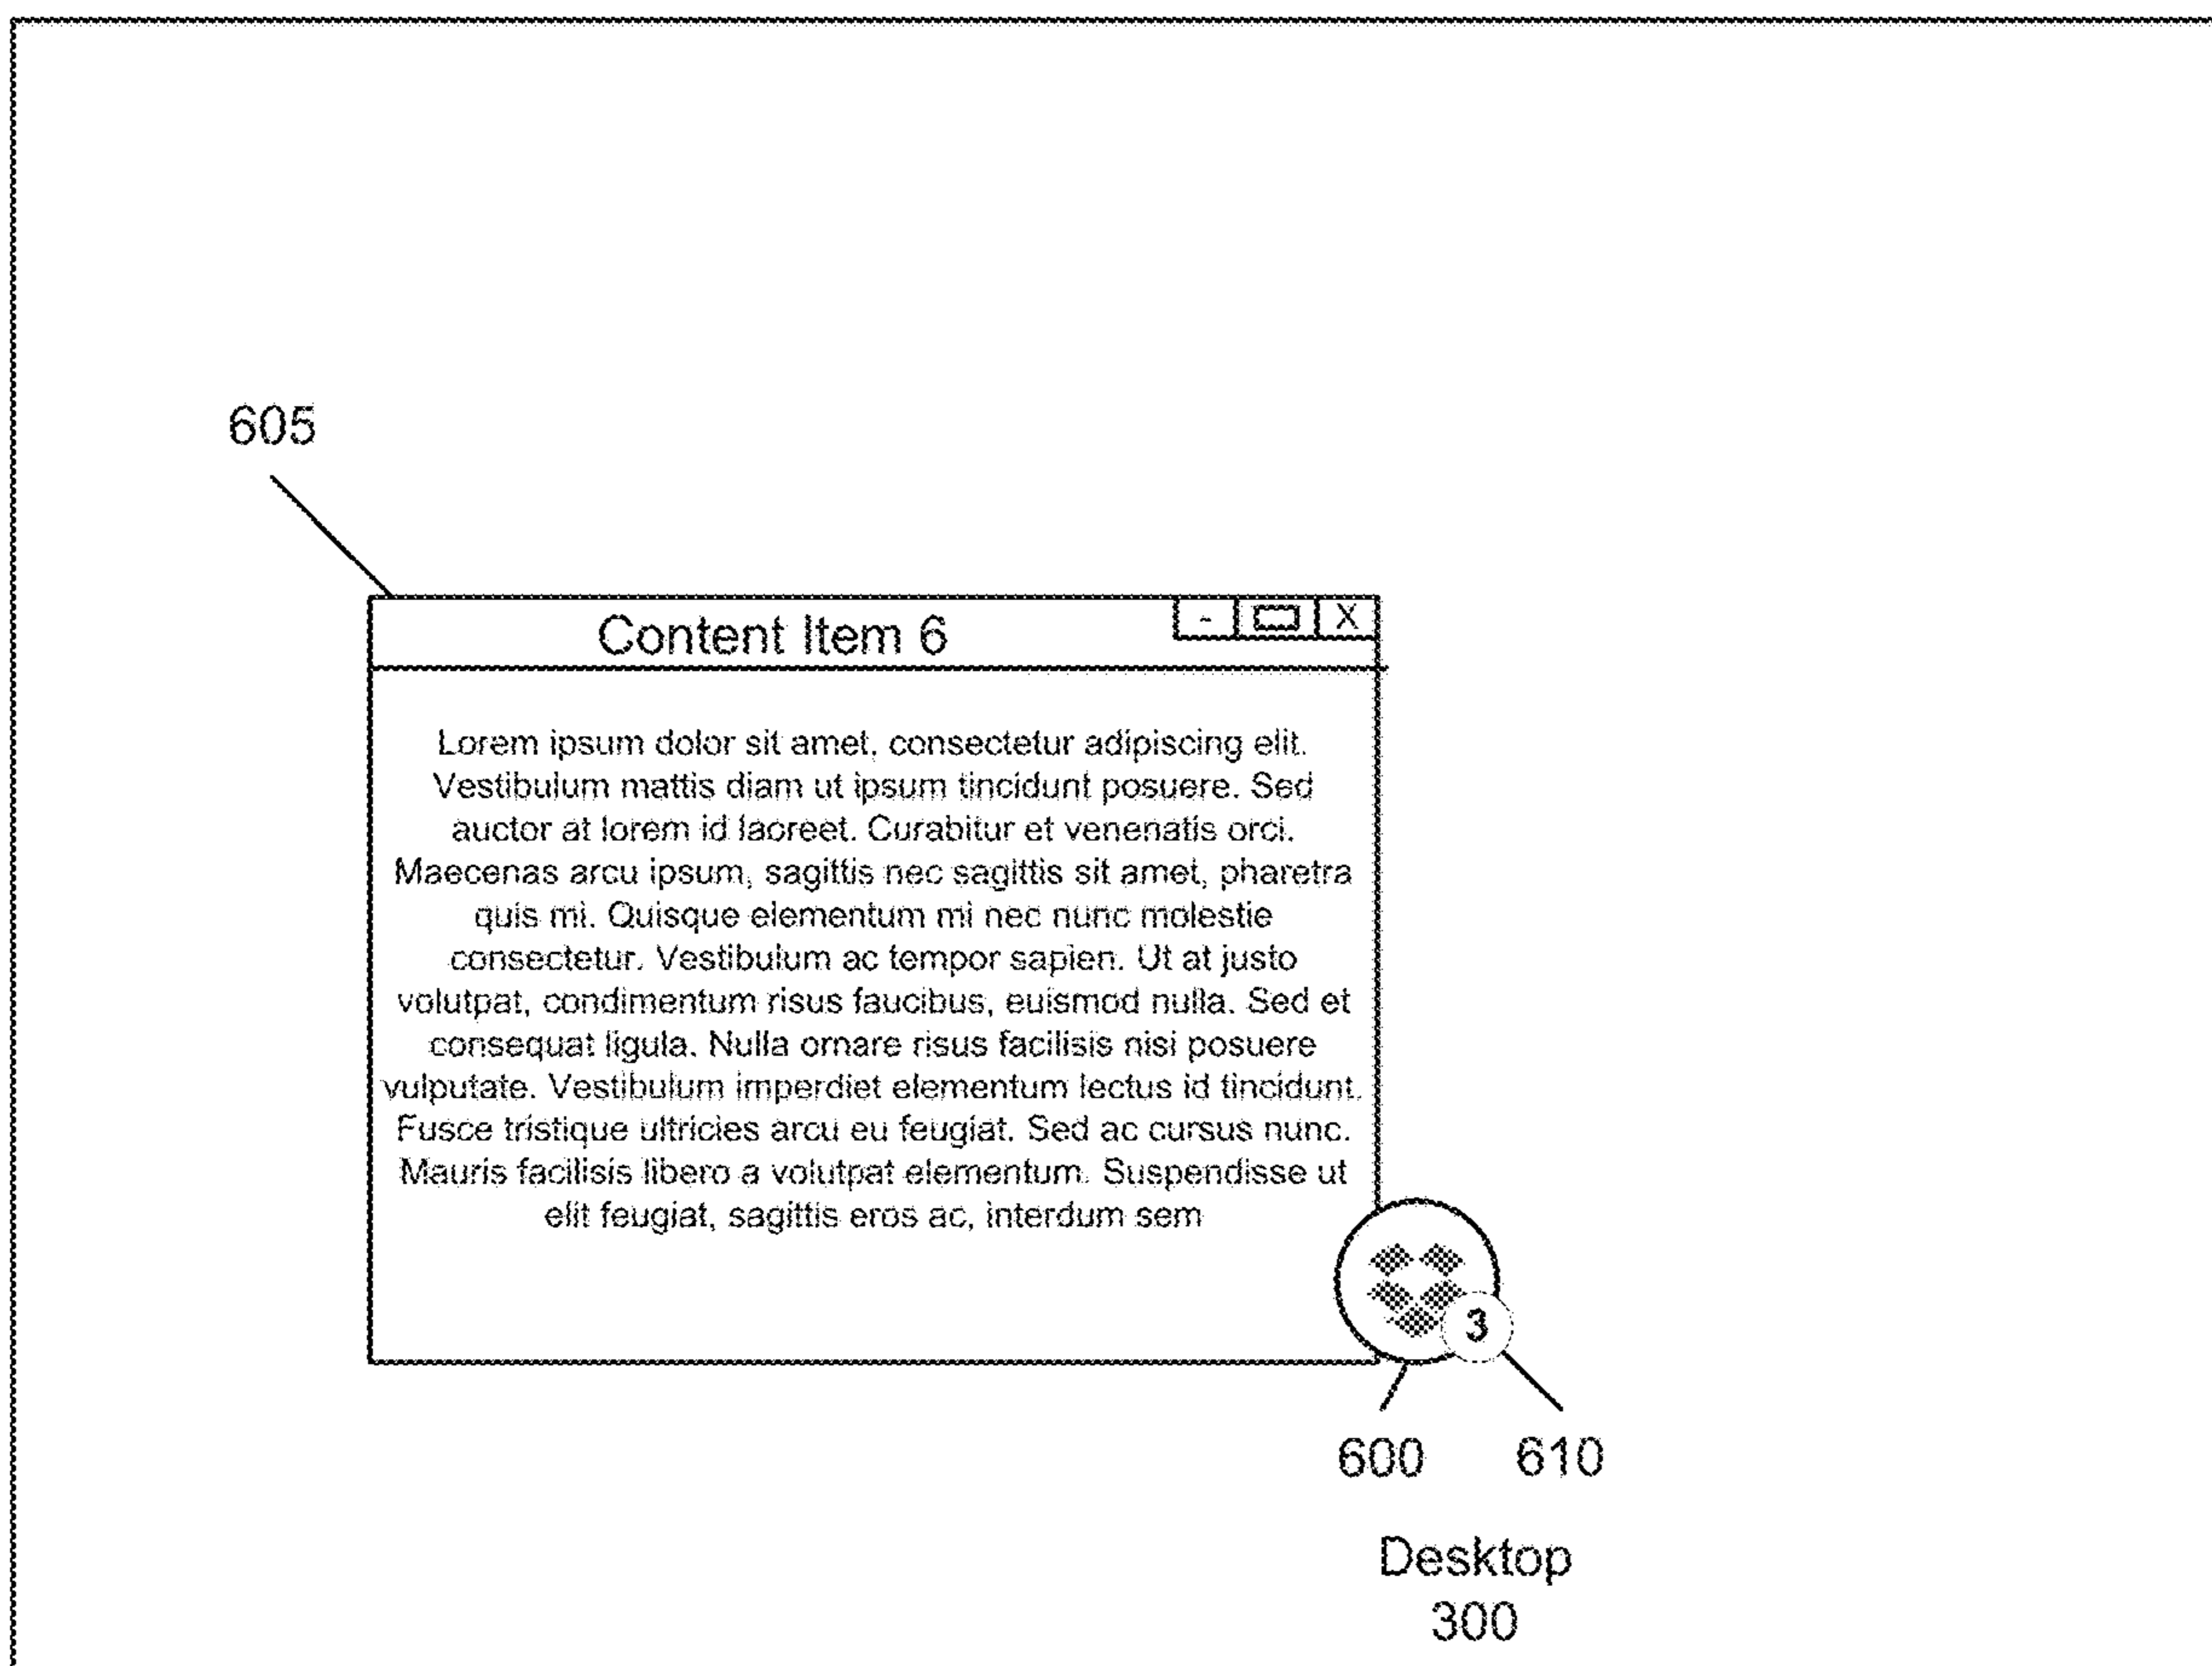 605
Content Item 6
- X
Lorem ipsum dolor sit amet, consectetur adipiscing elit.
Vestibulum mattis diam ut ipsum tincidunt posuere. Sed
auctor at lorem id laoreet. Curabitur et venenatis orci.
Maecenas arcu ipsum, sagittis nec sagittis sit amet, pharetra
quis mi. Quisque elementum mi nec nunc molestie
consectetur. Vestibulum ac tempor sapien. Ut at justo
volutpat, condimentum risus faucibus, euismod nulla. Sed et
consequat ligula. Nulla ornare risus facilisis nisi posuere
vulputate. Vestibulum imperdiet elementum lectus id tincidunt.
Fusce tristique ultricies arcu eu feugiat. Sed ac cursus nunc.
Mauris facilisis libero a volutpat elementum. Suspendisse ut
elit feugiat, sagittis eros ac, interdum sem
3
600 610
Desktop
300